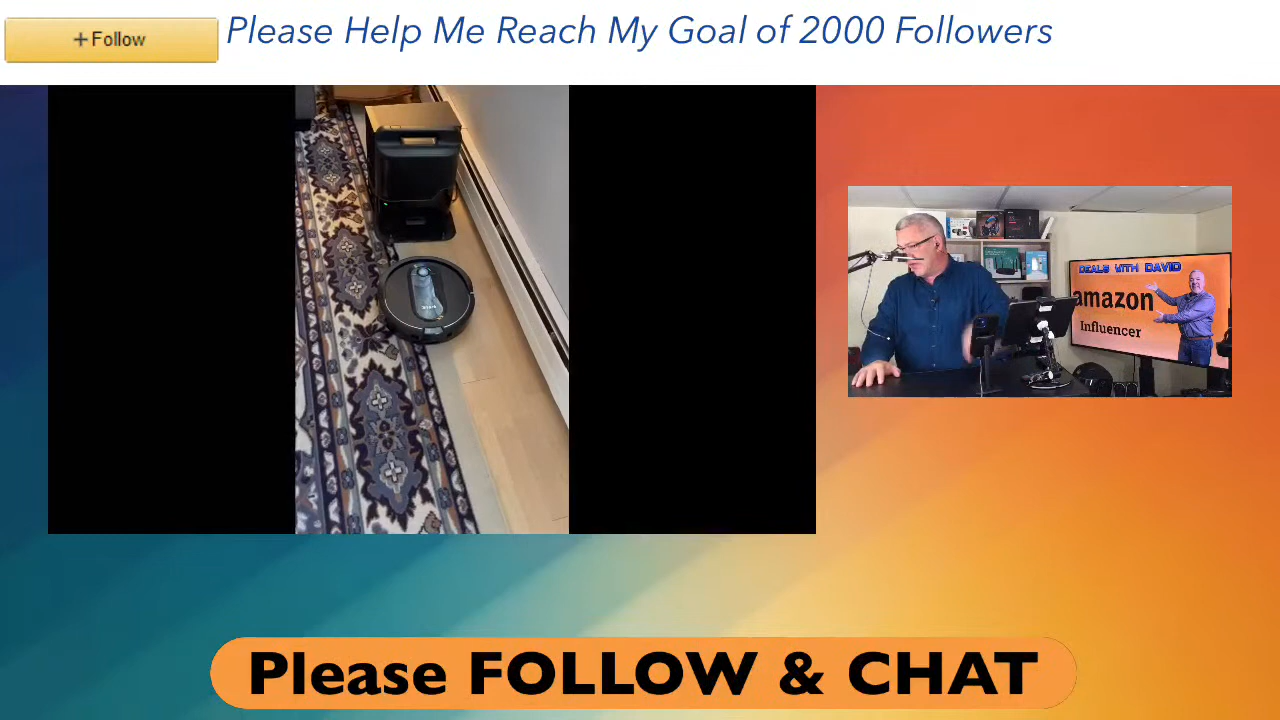 +Follow
Please Help Me Reach My Goal of 2000 Followers
DEALS WITH DAVID
amazon
Influencer
Please FOLLOW & CHAT